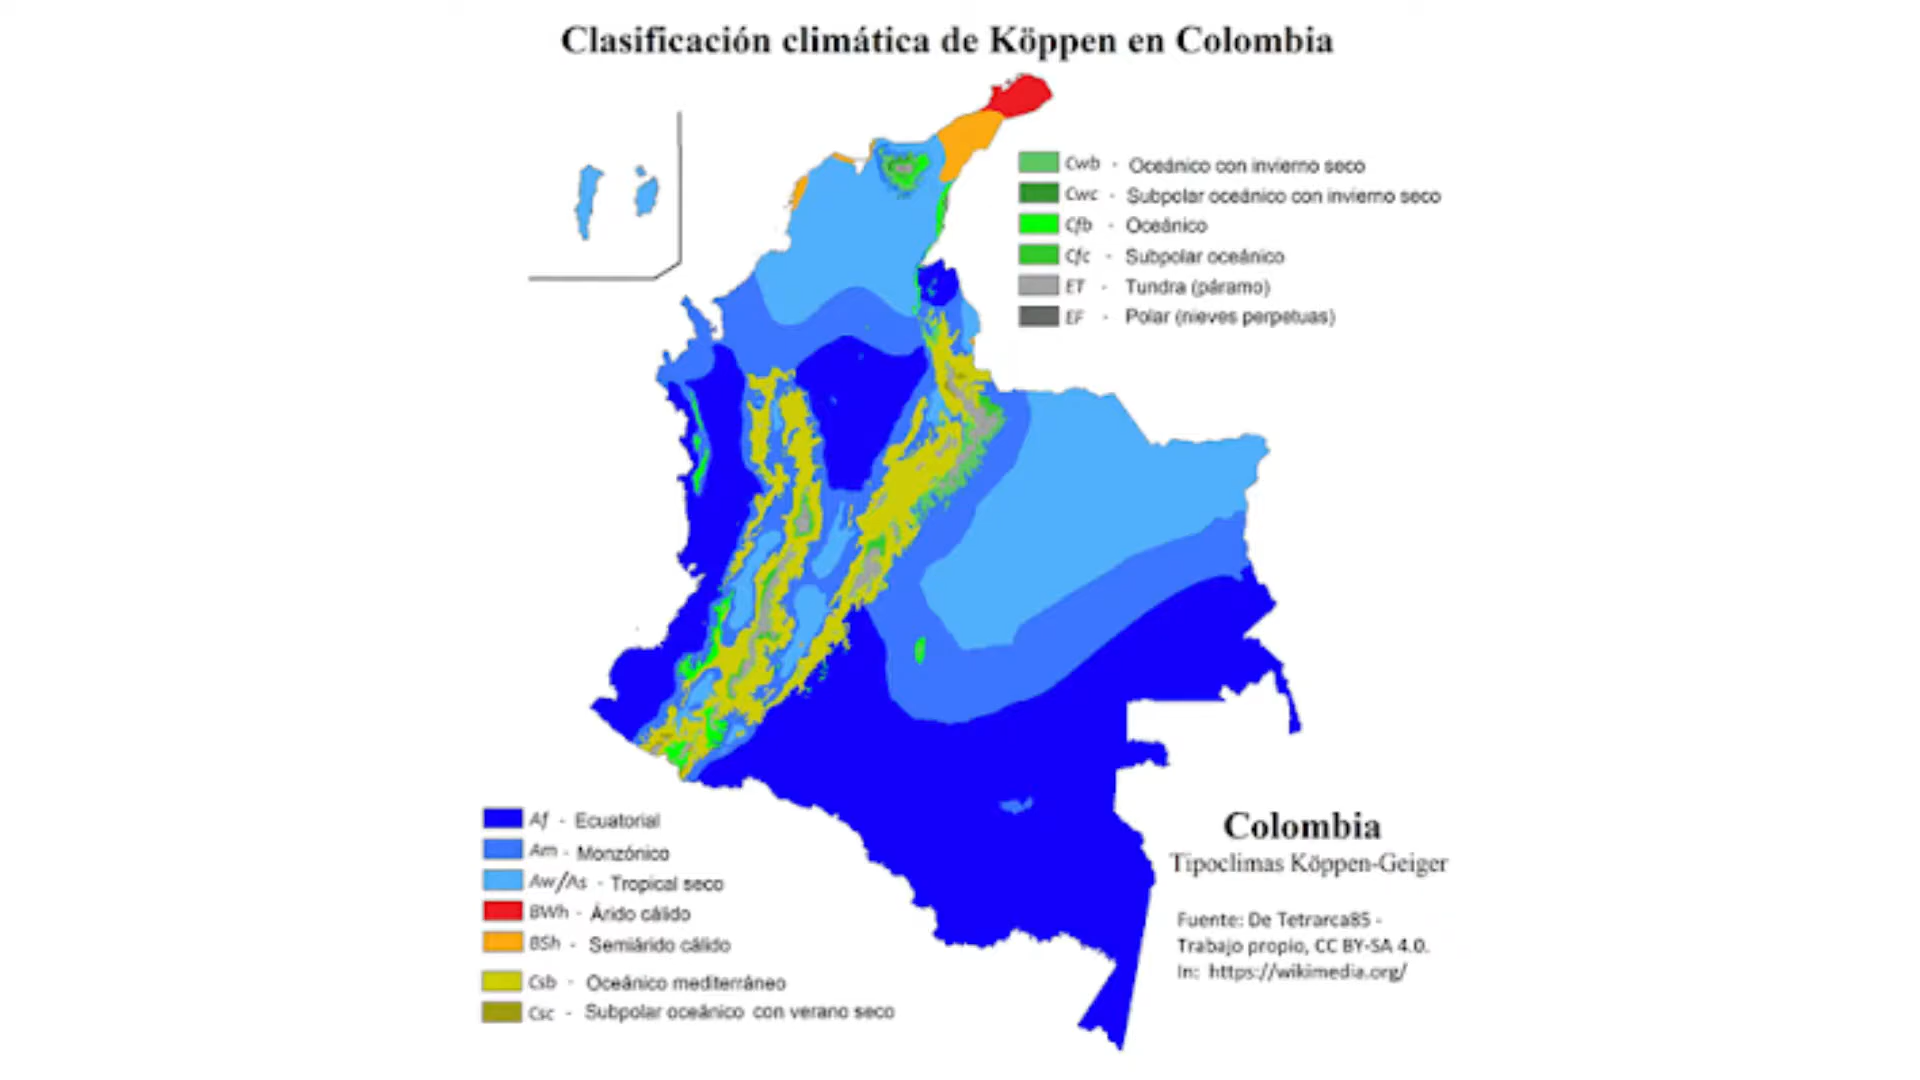 Clasificación climática de Köppen en Colombia
Cwb - Oceánico con invierno seco
Cwc - Subpolar oceánico con invierno seco
Cfb - Oceánico
Cfc - Subpolar oceánico
ET - Tundra (páramo)
EF - Polar (nieves perpetuas)
Af - Ecuatorial
Am - Monzónico
Aw/As - Tropical seco
BWh - Árido cálido
BSh - Semiárido cálido
Csb - Oceánico mediterráneo
Csc - Subpolar oceánico con verano seco
Colombia
Tipoclimas Köppen-Geiger
Fuente: De Tetrarca85 -
Trabajo propio, CC BY-SA 4.0.
In: https://wikimedia.org/